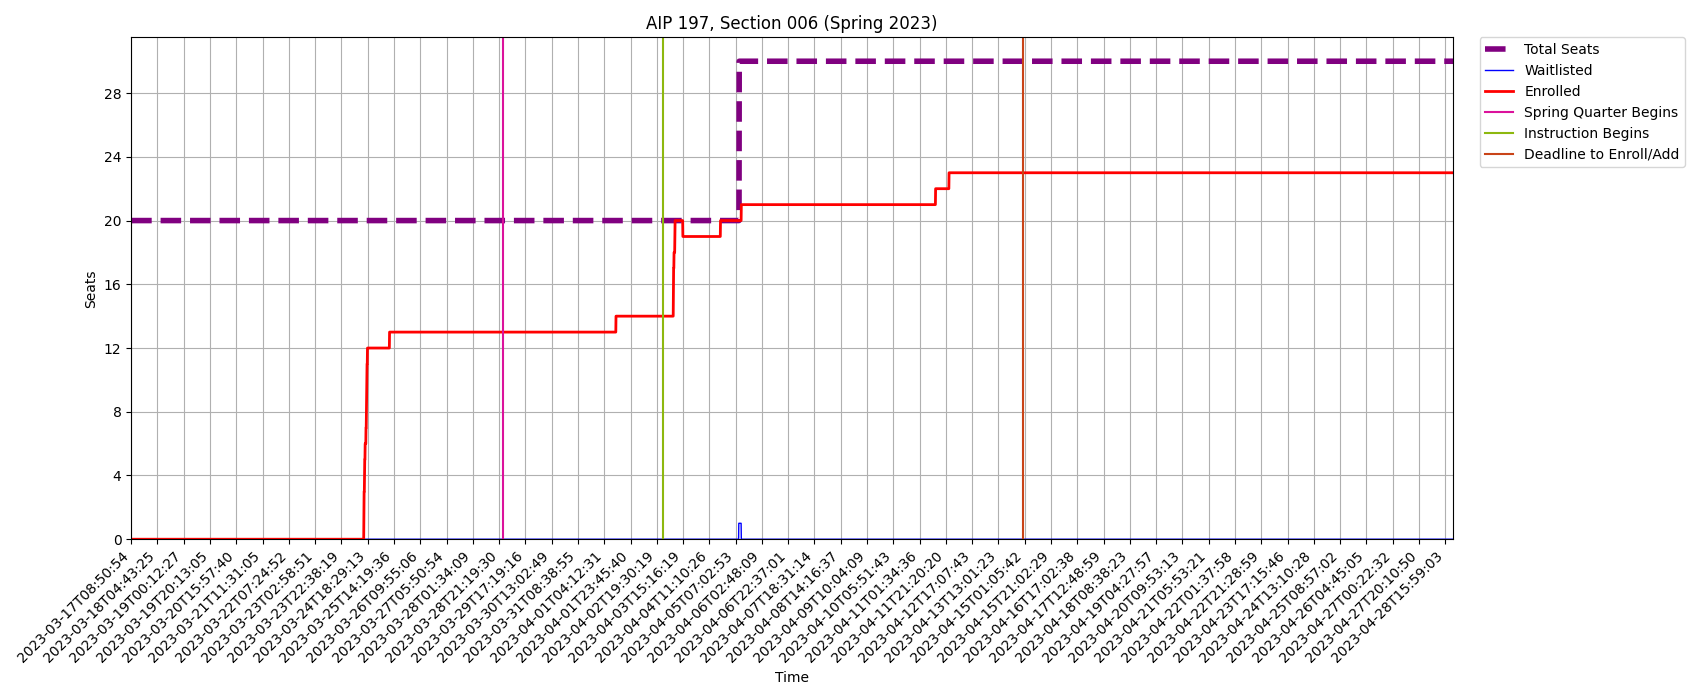 AIP 197, Section 006 (Spring 2023)
Total Seats
Waitlisted
Enrolled
Spring Quarter Begins
Instruction Begins
Deadline to Enroll/Add
Seats
28
24
20
16
12
8
4
0
2023-03-17T08:50:54
2023-03-18T04:43:25
2023-03-19T00:12:27
2023-03-19T20:13:05
2023-03-20T15:57:40
2023-03-21T11:31:05
2023-03-22T07:24:52
2023-03-23T02:58:51
2023-03-23T22:38:19
2023-03-24T18:29:13
2023-03-25T14:19:36
2023-03-26T09:55:06
2023-03-27T05:50:54
2023-03-28T01:34:09
2023-03-28T21:19:30
2023-03-29T17:19:16
2023-03-30T13:02:49
2023-03-31T08:38:55
2023-04-01T04:12:31
2023-04-01T23:45:40
2023-04-02T19:30:19
2023-04-03T15:16:19
2023-04-04T11:10:26
2023-04-05T07:02:53
2023-04-06T02:48:09
2023-04-06T22:37:01
2023-04-07T18:31:14
2023-04-08T14:16:37
2023-04-09T10:04:09
2023-04-10T05:51:43
2023-04-11T01:34:36
2023-04-11T21:20:20
2023-04-12T17:07:43
2023-04-13T13:01:23
2023-04-15T01:05:42
2023-04-15T21:02:29
2023-04-16T17:02:38
2023-04-17T12:48:59
2023-04-18T08:38:23
2023-04-19T04:27:57
2023-04-20T09:53:13
2023-04-21T05:53:21
2023-04-22T01:37:58
2023-04-22T21:28:59
2023-04-23T17:15:46
2023-04-24T13:10:28
2023-04-25T08:57:02
2023-04-26T04:45:05
2023-04-27T00:22:32
2023-04-27T20:10:50
2023-04-28T15:59:03
Time